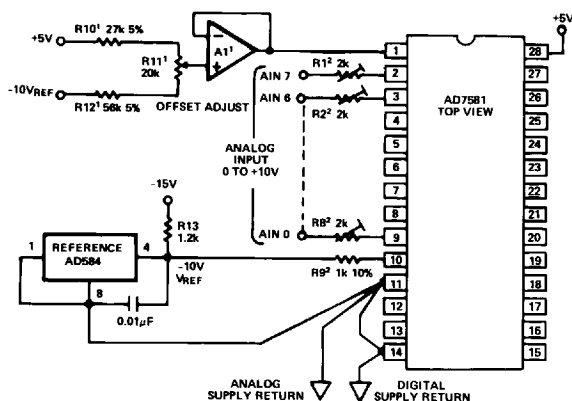 +5V
R10¹ 27k 5%
R11¹
20k
-10VREF
R12¹ 56k 5%
A1¹
−
+
OFFSET ADJUST
AIN 7
R1² 2k
AIN 6
R2² 2k
ANALOG
INPUT
0 TO +10V
AIN 0
R8² 2k
R9² 1k 10%
-15V
R13
1.2k
-10V
VREF
REFERENCE
AD584
1
4
8
0.01µF
ANALOG
SUPPLY RETURN
DIGITAL
SUPPLY RETURN
AD7581
TOP VIEW
+5V
1
2
3
4
5
6
7
8
9
10
11
12
13
14
28
27
26
25
24
23
22
21
20
19
18
17
16
15